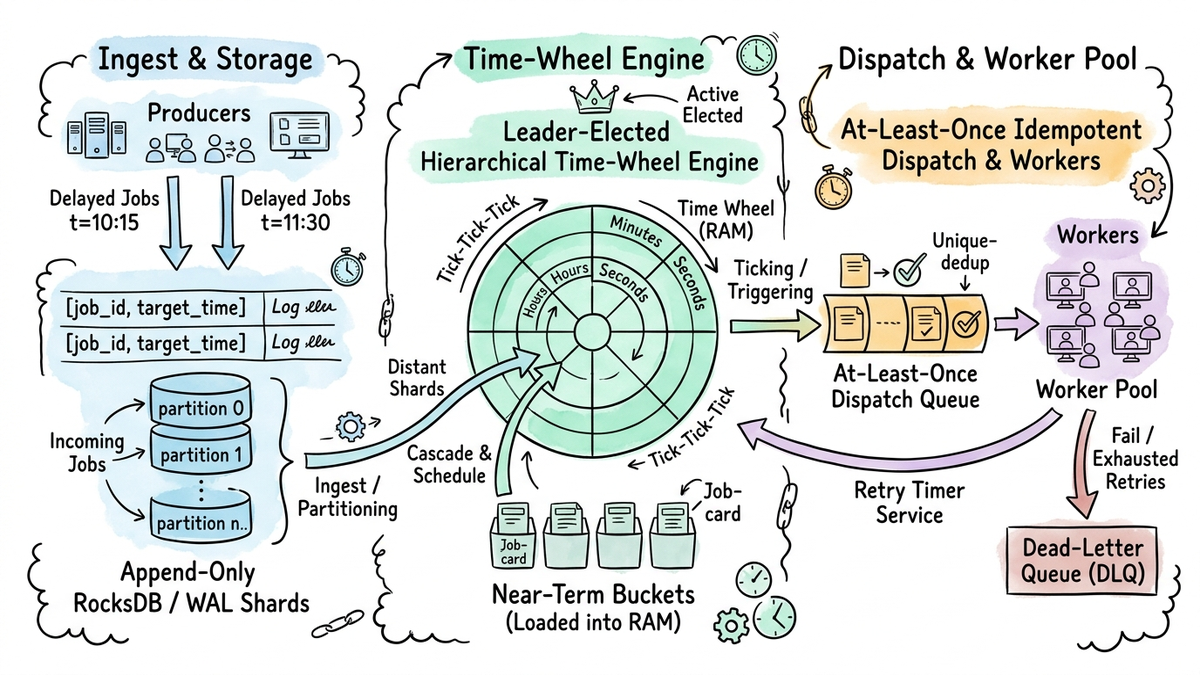 Ingest & Storage
Producers
Delayed Jobs
t=10:15
Delayed Jobs
t=11:30
[job_id, target_time]
Log
[job_id, target_time]
Log
partition 0
partition 1
partition n..
Incoming
Jobs
Append-Only
RocksDB / WAL Shards
Ingest /
Partitioning
Time-Wheel Engine
Active
Elected
Leader-Elected
Hierarchical Time-Wheel Engine
Tick-Tick-Tick
Time Wheel
(RAM)
Minutes
Seconds
Hours
Hours
Seconds
Tick-Tick-Tick
Distant
Shards
Cascade &
Schedule
Job-
card
Job-
card
Near-Term Buckets
(Loaded into RAM)
Ticking /
Triggering
Dispatch & Worker Pool
At-Least-Once Idempotent
Dispatch & Workers
Unique-
dedup
At-Least-Once
Dispatch Queue
Workers
Worker Pool
Retry Timer
Service
Fail /
Exhausted
Retries
Dead-Letter
Queue (DLQ)